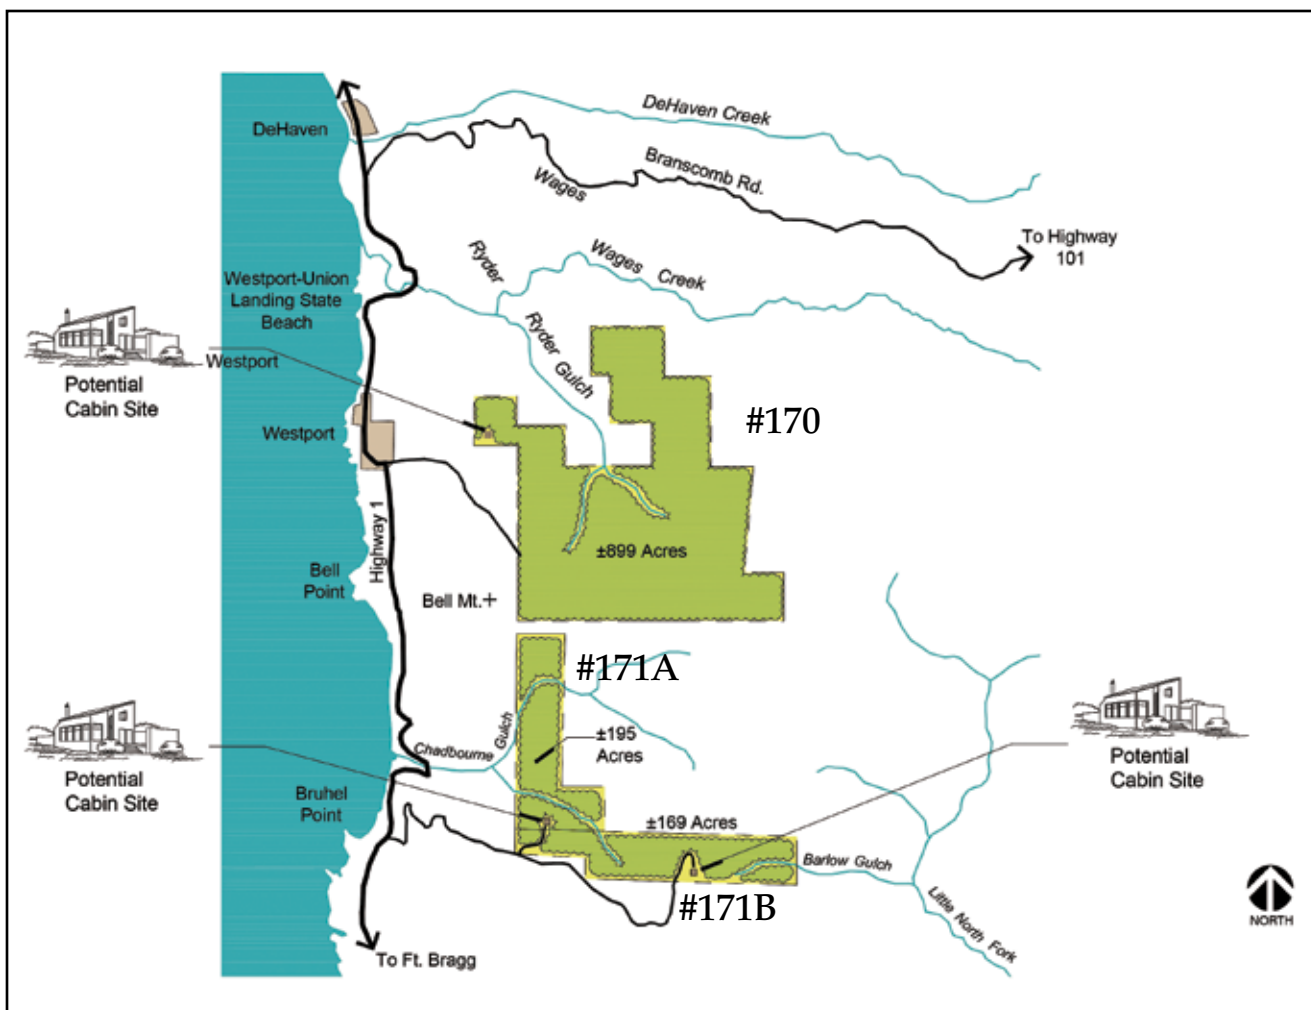 DeHaven
DeHaven Creek
Branscomb Rd.
Wages
To Highway
101
Ryder
Wages Creek
Westport-Union
Landing State
Beach
Westport
Potential
Cabin Site
Ryder Gulch
#170
Westport
Highway 1
±899 Acres
Bell
Point
Bell Mt.+
#171A
±195
Acres
Chadbourne Gulch
Potential
Cabin Site
Potential
Cabin Site
Bruhel
Point
±169 Acres
Barlow Gulch
#171B
Little North Fork
NORTH
To Ft. Bragg